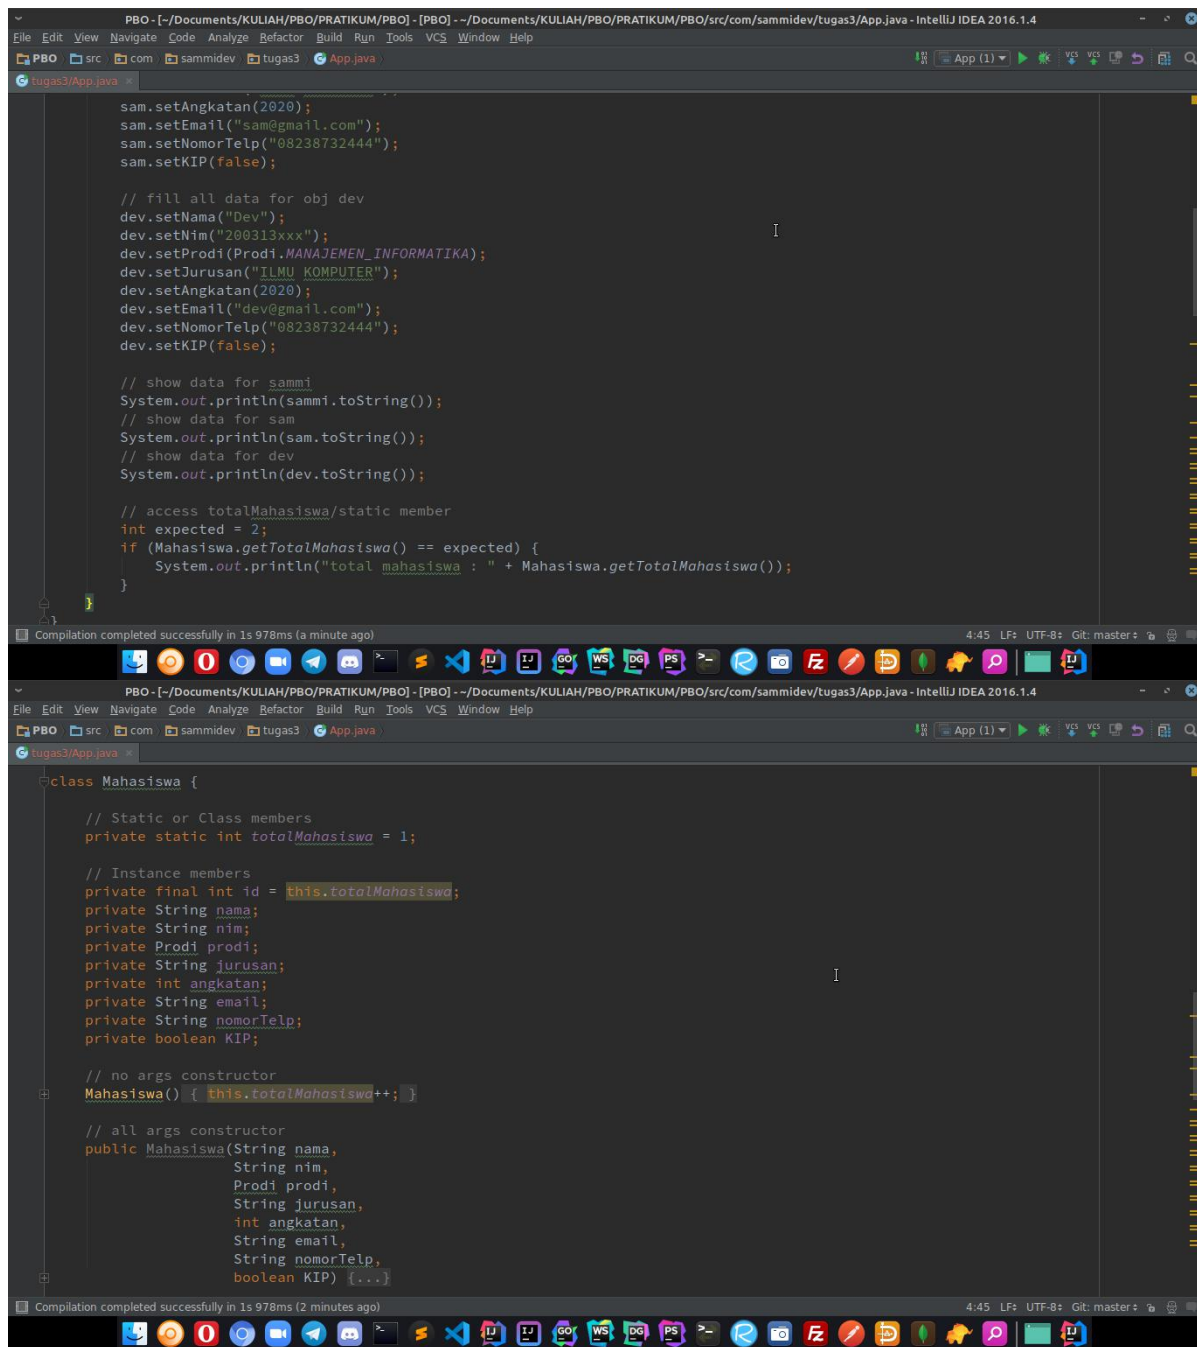 PBO - [~/Documents/KULIAH/PBO/PRATIKUM/PBO] - [PBO] - ~/Documents/KULIAH/PBO/PRATIKUM/PBO/src/com/sammidev/tugas3/App.java - IntelliJ IDEA 2016.1.4
File Edit View Navigate Code Analyze Refactor Build Run Tools VCS Window Help
PBO src com sammidev tugas3 App.java App (1) VCS VCS
tugas3/App.java
sam.setAngkatan(2020);
sam.setEmail("sam@gmail.com");
sam.setNomorTelp("08238732444");
sam.setKIP(false);
// fill all data for obj dev
dev.setNama("Dev");
dev.setNim("200313xxx");
dev.setProdi(Prodi.MANAJEMEN_INFORMATIKA);
dev.setJurusan("ILMU KOMPUTER");
dev.setAngkatan(2020);
dev.setEmail("dev@gmail.com");
dev.setNomorTelp("08238732444");
dev.setKIP(false);
// show data for sammi
System.out.println(sammi.toString());
// show data for sam
System.out.println(sam.toString());
// show data for dev
System.out.println(dev.toString());
// access totalMahasiswa/static member
int expected = 2;
if (Mahasiswa.getTotalMahasiswa() == expected) {
System.out.println("total mahasiswa : " + Mahasiswa.getTotalMahasiswa());
}
}
}
Compilation completed successfully in 1s 978ms (a minute ago) 4:45 LF÷ UTF-8÷ Git: master÷
PBO - [~/Documents/KULIAH/PBO/PRATIKUM/PBO] - [PBO] - ~/Documents/KULIAH/PBO/PRATIKUM/PBO/src/com/sammidev/tugas3/App.java - IntelliJ IDEA 2016.1.4
File Edit View Navigate Code Analyze Refactor Build Run Tools VCS Window Help
PBO src com sammidev tugas3 App.java App (1) VCS VCS
tugas3/App.java
class Mahasiswa {
// Static or Class members
private static int totalMahasiswa = 1;
// Instance members
private final int id = this.totalMahasiswa;
private String nama;
private String nim;
private Prodi prodi;
private String jurusan;
private int angkatan;
private String email;
private String nomorTelp;
private boolean KIP;
// no args constructor
Mahasiswa() { this.totalMahasiswa++; }
// all args constructor
public Mahasiswa(String nama,
String nim,
Prodi prodi,
String jurusan,
int angkatan,
String email,
String nomorTelp,
boolean KIP) {...}
Compilation completed successfully in 1s 978ms (2 minutes ago) 4:45 LF÷ UTF-8÷ Git: master÷